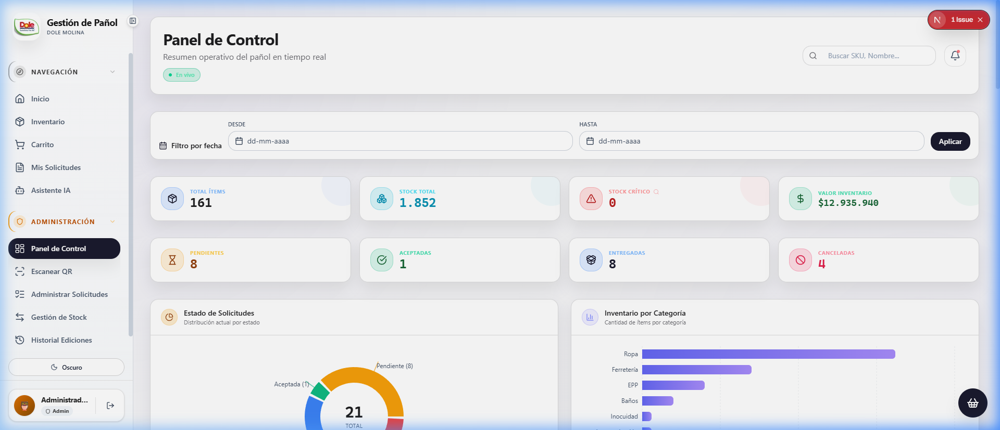 Dole
Gestión de Pañol
DOLE MOLINA
NAVEGACIÓN
Inicio
Inventario
Carrito
Mis Solicitudes
Asistente IA
ADMINISTRACIÓN
Panel de Control
Escanear QR
Administrar Solicitudes
Gestión de Stock
Historial Ediciones
Oscuro
Administrad...
Admin
Panel de Control
Resumen operativo del pañol en tiempo real
En vivo
Buscar SKU, Nombre...
1 Issue
Filtro por fecha
DESDE
dd-mm-aaaa
HASTA
dd-mm-aaaa
Aplicar
TOTAL ÍTEMS
161
STOCK TOTAL
1.852
STOCK CRÍTICO
0
VALOR INVENTARIO
$12.935.940
PENDIENTES
8
ACEPTADAS
1
ENTREGADAS
8
CANCELADAS
4
Estado de Solicitudes
Distribución actual por estado
Pendiente (8)
Aceptada (1)
21
TOTAL
Inventario por Categoría
Cantidad de ítems por categoría
Ropa
Ferretería
EPP
Baños
Inocuidad